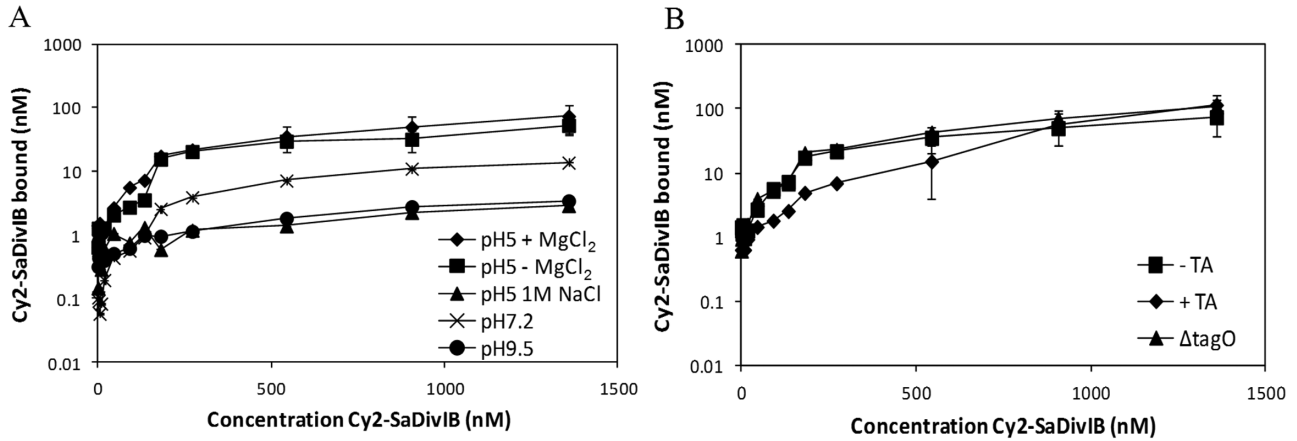 A
1000
100
10
1
0.1
0.01
Cy2-SaDivIB bound (nM)
pH5 + MgCl2
pH5 - MgCl2
pH5 1M NaCl
pH7.2
pH9.5
0
500
1000
1500
Concentration Cy2-SaDivIB (nM)
B
1000
100
10
1
0.1
0.01
Cy2-SaDivIB bound (nM)
- TA
+ TA
ΔtagO
0
500
1000
1500
Concentration Cy2-SaDivIB (nM)